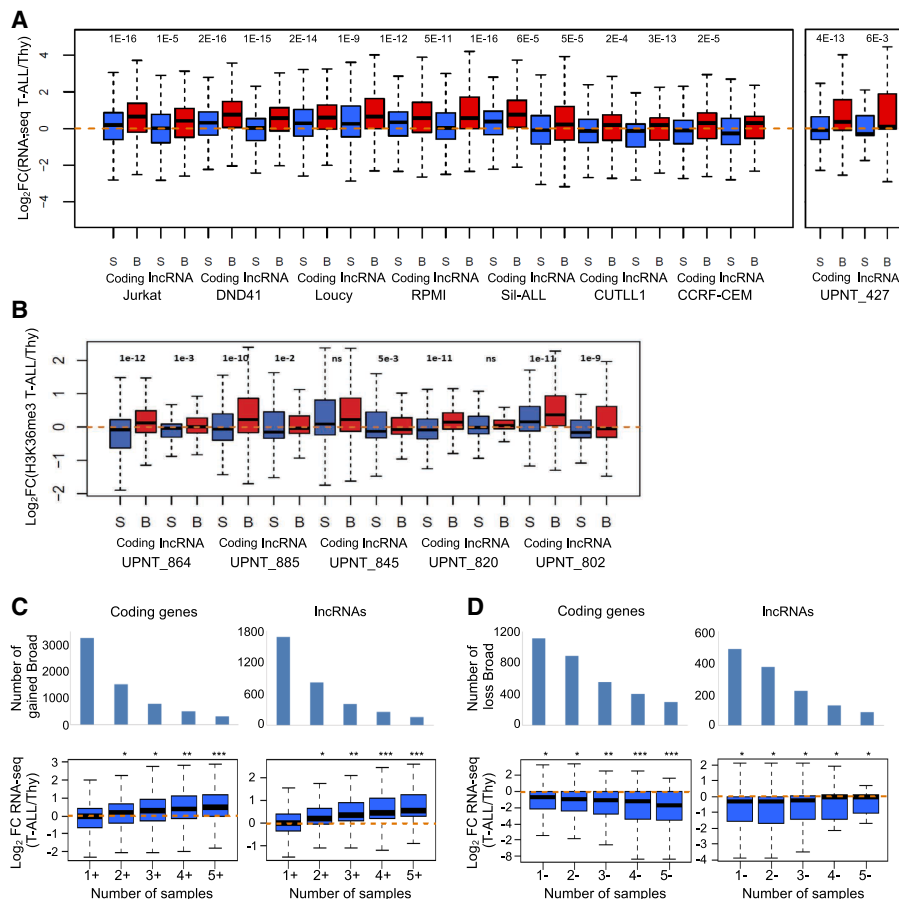 A
1E-16 1E-5 2E-16 1E-15 2E-14 1E-9 1E-12 5E-11 1E-16 6E-5 5E-5 2E-4 3E-13 2E-5 4E-13 6E-3
4
2
0
-2
-4
Log₂FC(RNA-seq T-ALL/Thy)
S B S B S B S B S B S B S B S B S B S B S B S B S B S B S B S B
Coding lncRNA Coding lncRNA Coding lncRNA Coding lncRNA Coding lncRNA Coding lncRNA Coding lncRNA Coding lncRNA
Jurkat DND41 Loucy RPMI Sil-ALL CUTLL1 CCRF-CEM UPNT_427
B
1e-12 1e-3 1e-10 1e-2 ns 5e-3 1e-11 ns 1e-11 1e-9
2
1
0
-1
-2
Log₂FC(H3K36me3 T-ALL/Thy)
S B S B S B S B S B S B S B S B S B S B
Coding lncRNA Coding lncRNA Coding lncRNA Coding lncRNA Coding lncRNA
UPNT_864 UPNT_885 UPNT_845 UPNT_820 UPNT_802
C
Coding genes lncRNAs
Number of
gained Broad
3000
2000
1000
0
1800
1200
600
0
Log₂ FC RNA-seq
(T-ALL/Thy)
* * ** ***
3
2
1
0
-2
1+ 2+ 3+ 4+ 5+
Number of samples
* ** *** ***
2
1
0
-1
1+ 2+ 3+ 4+ 5+
Number of samples
D
Coding genes lncRNAs
Number of
loss Broad
1200
800
400
0
600
400
200
0
Log₂ FC RNA-seq
(T-ALL/Thy)
* * ** *** ***
4
2
0
-2
-4
-8
1- 2- 3- 4- 5-
Number of samples
* * * * *
2
1
0
-1
-2
-3
-4
1- 2- 3- 4- 5-
Number of samples